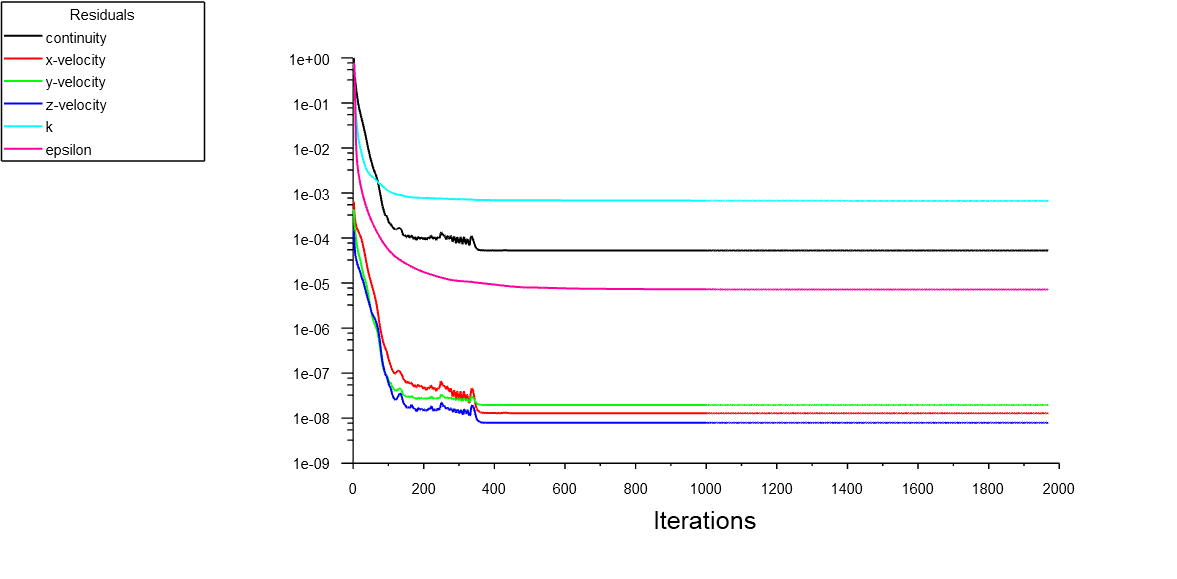 Residuals
continuity
x-velocity
y-velocity
z-velocity
k
epsilon
1e+00
1e-01
1e-02
1e-03
1e-04
1e-05
1e-06
1e-07
1e-08
1e-09
0 200 400 600 800 1000 1200 1400 1600 1800 2000
Iterations